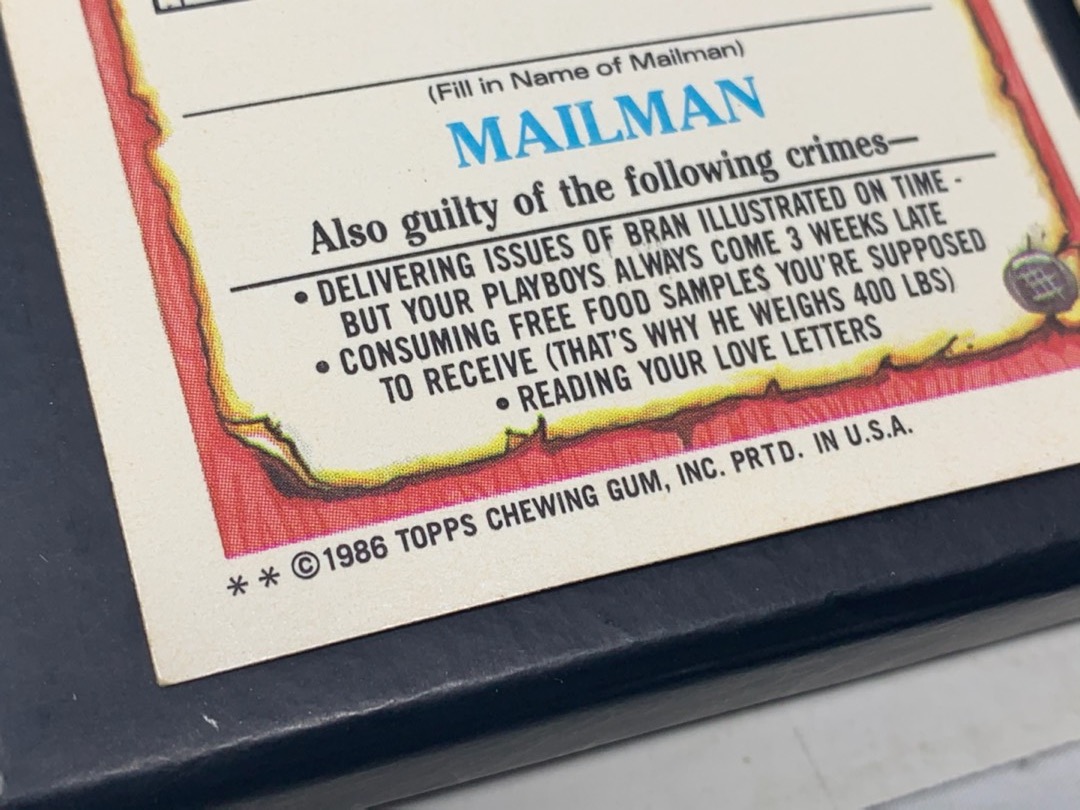 (Fill in Name of Mailman)
MAILMAN
Also guilty of the following crimes—
• DELIVERING ISSUES OF BRAN ILLUSTRATED ON TIME -
BUT YOUR PLAYBOYS ALWAYS COME 3 WEEKS LATE
• CONSUMING FREE FOOD SAMPLES YOU'RE SUPPOSED
TO RECEIVE (THAT'S WHY HE WEIGHS 400 LBS)
• READING YOUR LOVE LETTERS
* * ©1986 TOPPS CHEWING GUM, INC. PRTD. IN U.S.A.